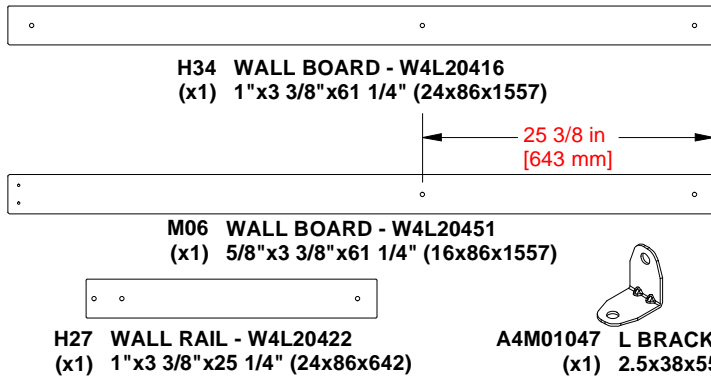 H34 WALL BOARD - W4L20416
(x1) 1"x3 3/8"x61 1/4" (24x86x1557)
25 3/8 in
[643 mm]
M06 WALL BOARD - W4L20451
(x1) 5/8"x3 3/8"x61 1/4" (16x86x1557)
H27 WALL RAIL - W4L20422
(x1) 1"x3 3/8"x25 1/4" (24x86x642)
A4M01047 L BRACK
(x1) 2.5x38x55